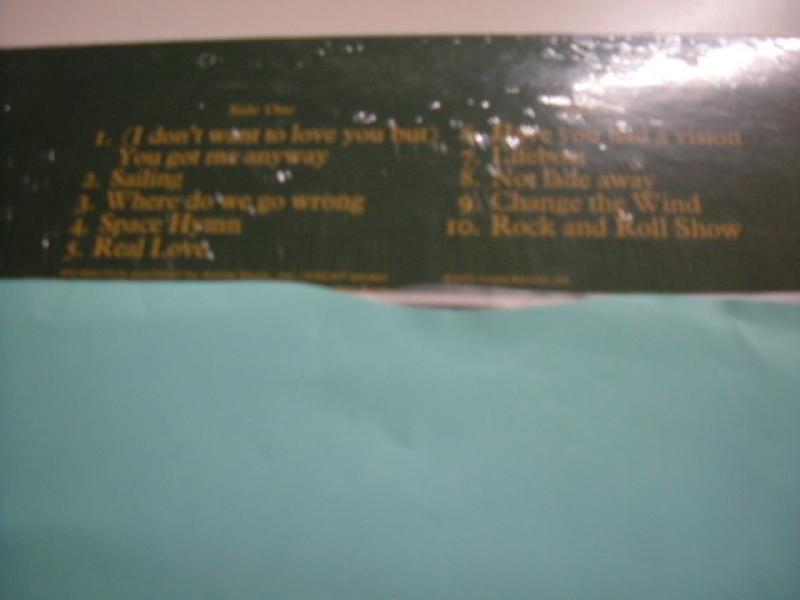 Side One
1. (I don't want to love you but)
You got me anyway
2. Sailing
3. Where do we go wrong
4. Space Hymn
5. Real Love
6. Have you had a vision
7. Lifeboat
8. Not fade away
9. Change the Wind
10. Rock and Roll Show